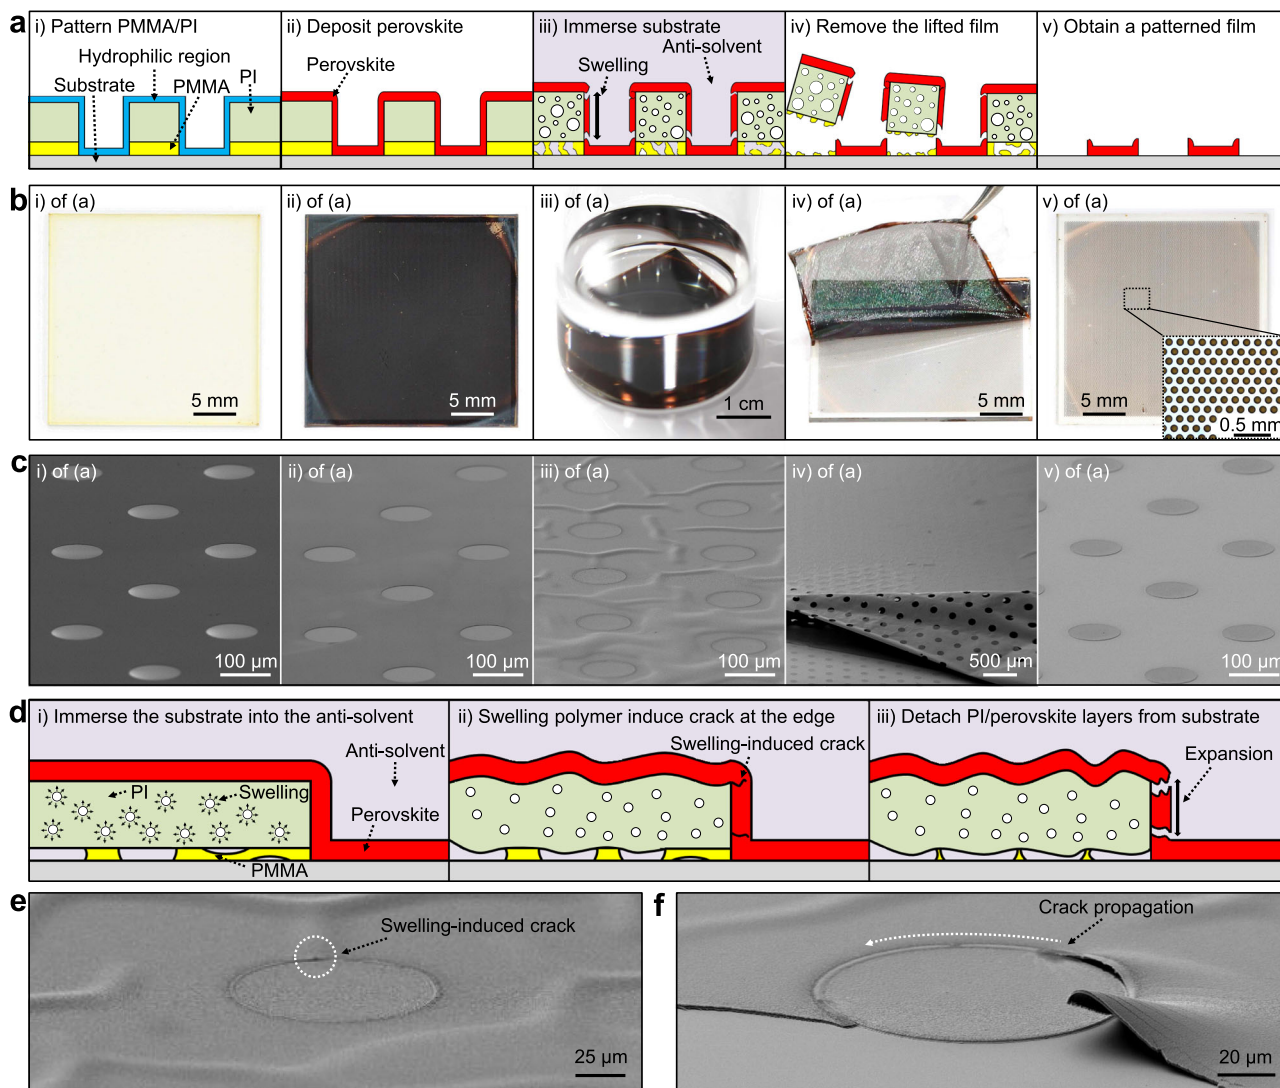 a
i) Pattern PMMA/PI
Hydrophilic region
Substrate
PMMA
PI
ii) Deposit perovskite
Perovskite
iii) Immerse substrate
Anti-solvent
Swelling
iv) Remove the lifted film
v) Obtain a patterned film
b
i) of (a)
5 mm
ii) of (a)
5 mm
iii) of (a)
1 cm
iv) of (a)
5 mm
v) of (a)
5 mm
0.5 mm
c
i) of (a)
100 µm
ii) of (a)
100 µm
iii) of (a)
100 µm
iv) of (a)
500 µm
v) of (a)
100 µm
d
i) Immerse the substrate into the anti-solvent
Anti-solvent
PI
Swelling
Perovskite
PMMA
ii) Swelling polymer induce crack at the edge
Swelling-induced crack
iii) Detach PI/perovskite layers from substrate
Expansion
e
Swelling-induced crack
25 µm
f
Crack propagation
20 µm